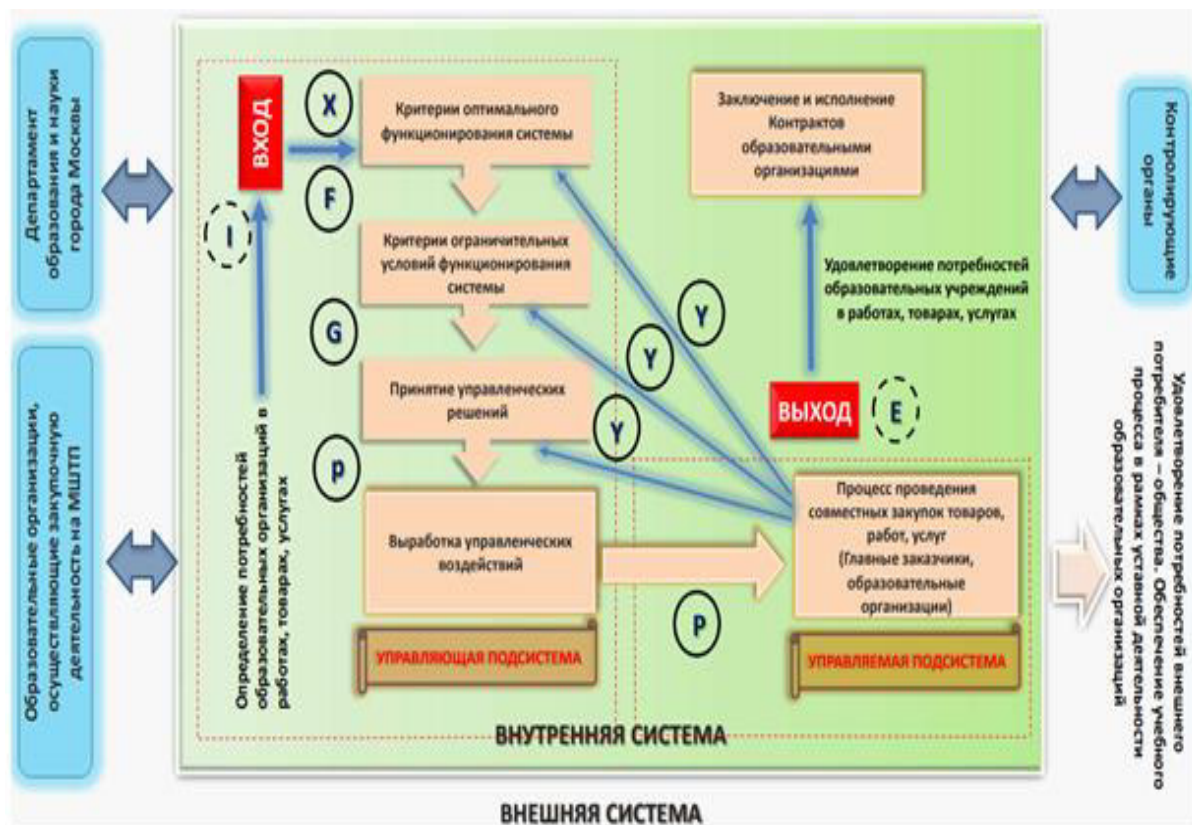 Департамент
образования и науки
города Москвы
Образовательные организации,
осуществляющие закупочную
деятельность на МШТП
ВХОД
I
Определение потребностей
образовательных организаций в
работах, товарах, услугах
X
F
G
p
Критерии оптимального
функционирования системы
Критерии ограничительных
условий функционирования
системы
Принятие управленческих
решений
Выработка управленческих
воздействий
УПРАВЛЯЮЩАЯ ПОДСИСТЕМА
Y
Y
Y
P
Заключение и исполнение
Контрактов
образовательными
организациями
Удовлетворение потребностей
образовательных учреждений
в работах, товарах, услугах
ВЫХОД
E
Процесс проведения
совместных закупок товаров,
работ, услуг
(Главные заказчики,
образовательные
организации)
УПРАВЛЯЕМАЯ ПОДСИСТЕМА
Контролирующие
органы
Удовлетворение потребностей внешнего
потребителя – общества. Обеспечение учебного
процесса в рамках уставной деятельности
образовательных организаций
ВНУТРЕННЯЯ СИСТЕМА
ВНЕШНЯЯ СИСТЕМА